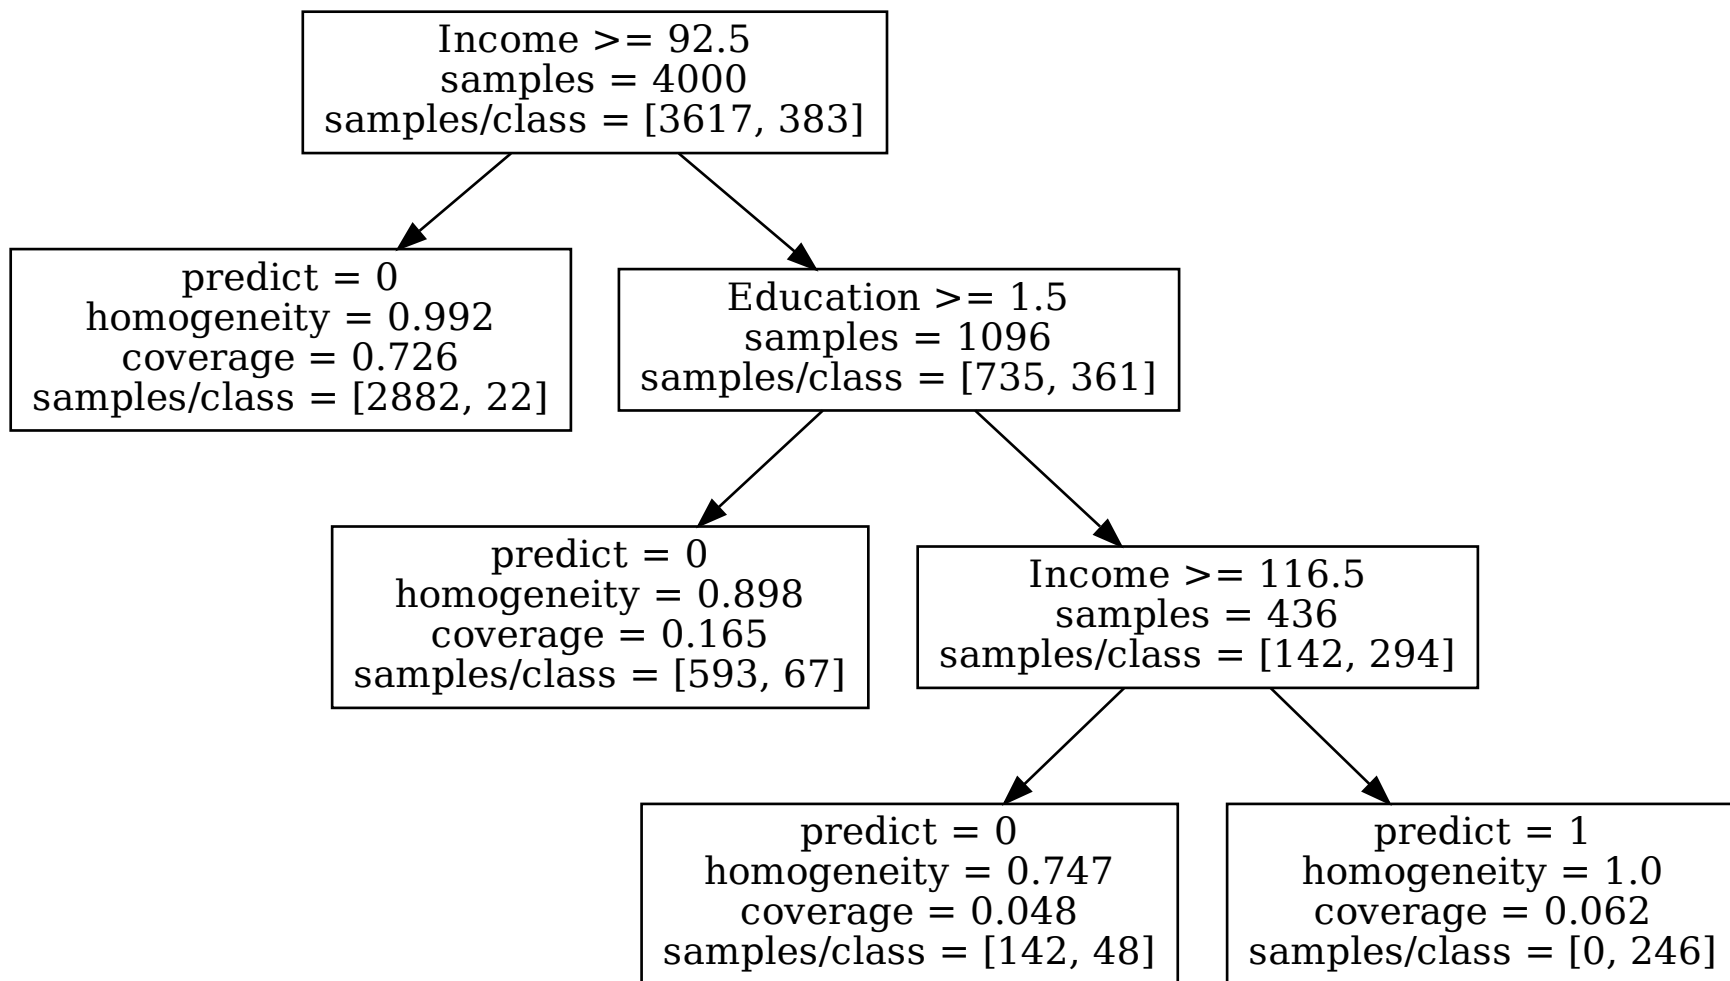 Income >= 92.5
samples = 4000
samples/class = [3617, 383]
predict = 0
homogeneity = 0.992
coverage = 0.726
samples/class = [2882, 22]
Education >= 1.5
samples = 1096
samples/class = [735, 361]
predict = 0
homogeneity = 0.898
coverage = 0.165
samples/class = [593, 67]
Income >= 116.5
samples = 436
samples/class = [142, 294]
predict = 0
homogeneity = 0.747
coverage = 0.048
samples/class = [142, 48]
predict = 1
homogeneity = 1.0
coverage = 0.062
samples/class = [0, 246]